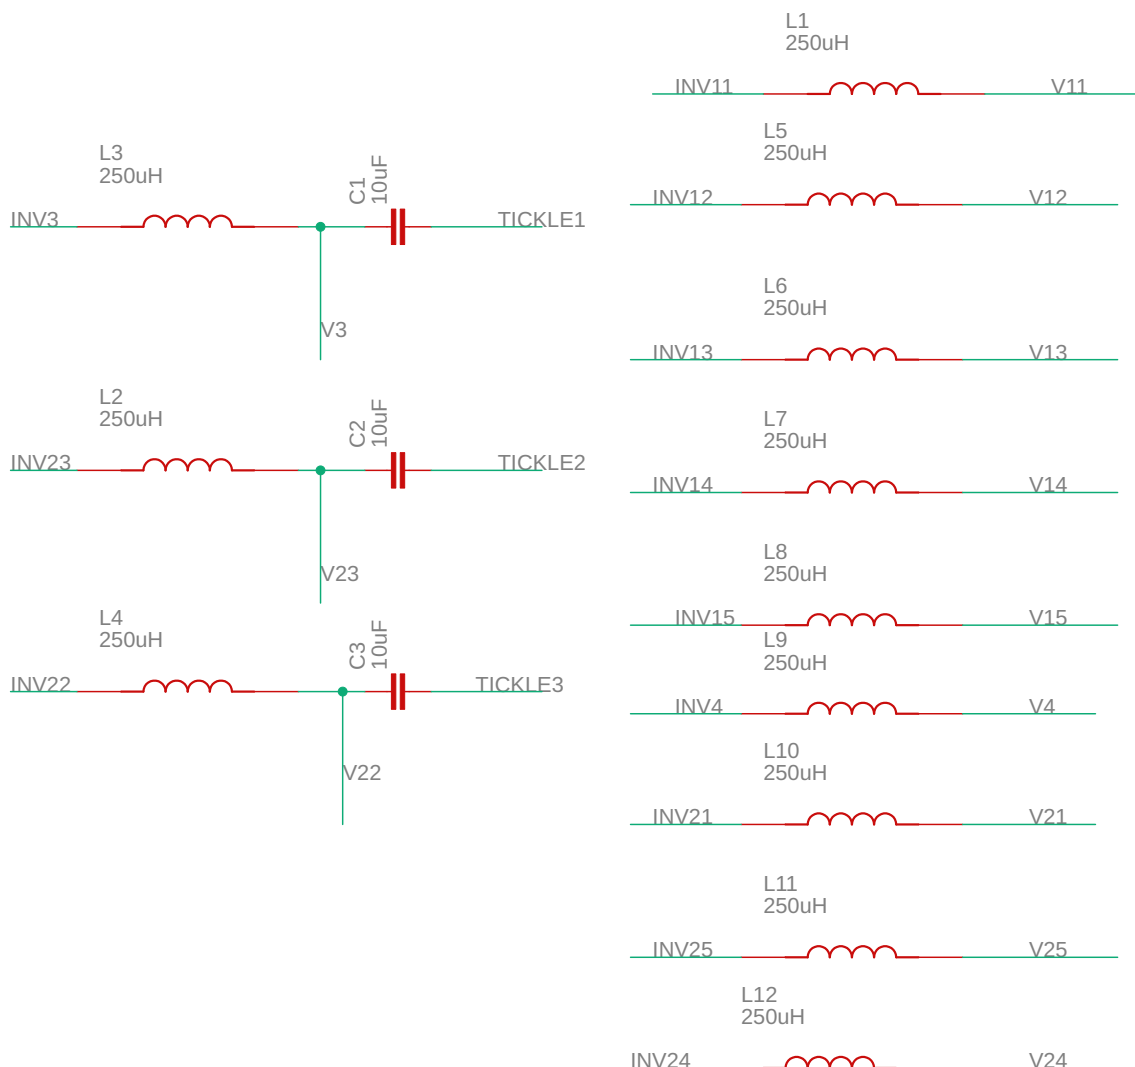 L3
250uH
C1
10uF
INV3
TICKLE1
V3
L2
250uH
C2
10uF
INV23
TICKLE2
V23
L4
250uH
C3
10uF
INV22
TICKLE3
V22
L1
250uH
INV11
V11
L5
250uH
INV12
V12
L6
250uH
INV13
V13
L7
250uH
INV14
V14
L8
250uH
INV15
V15
L9
250uH
INV4
V4
L10
250uH
INV21
V21
L11
250uH
INV25
V25
L12
250uH
INV24
V24